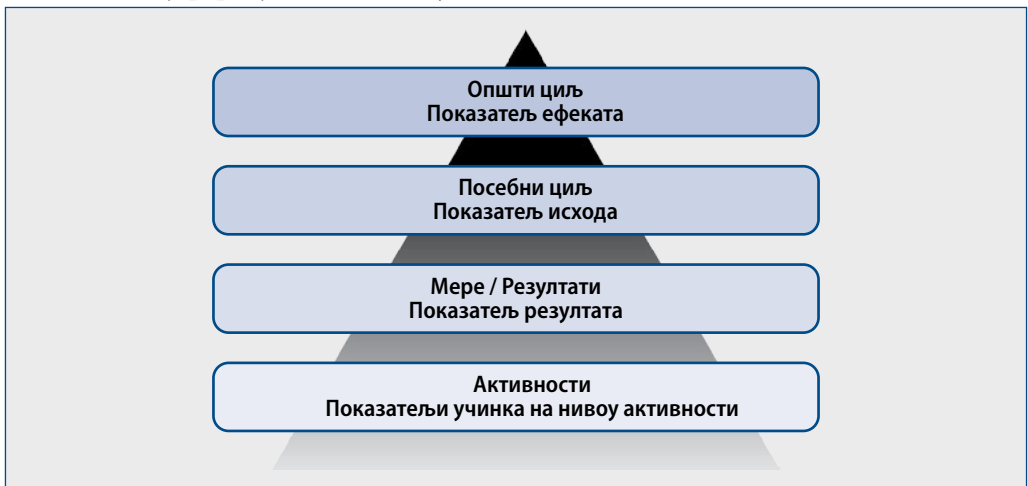 Општи циљ
Показатељ ефеката
Посебни циљ
Показатељ исхода
Мере / Резултати
Показатељ резултата
Активности
Показатељи учинка на нивоу активности